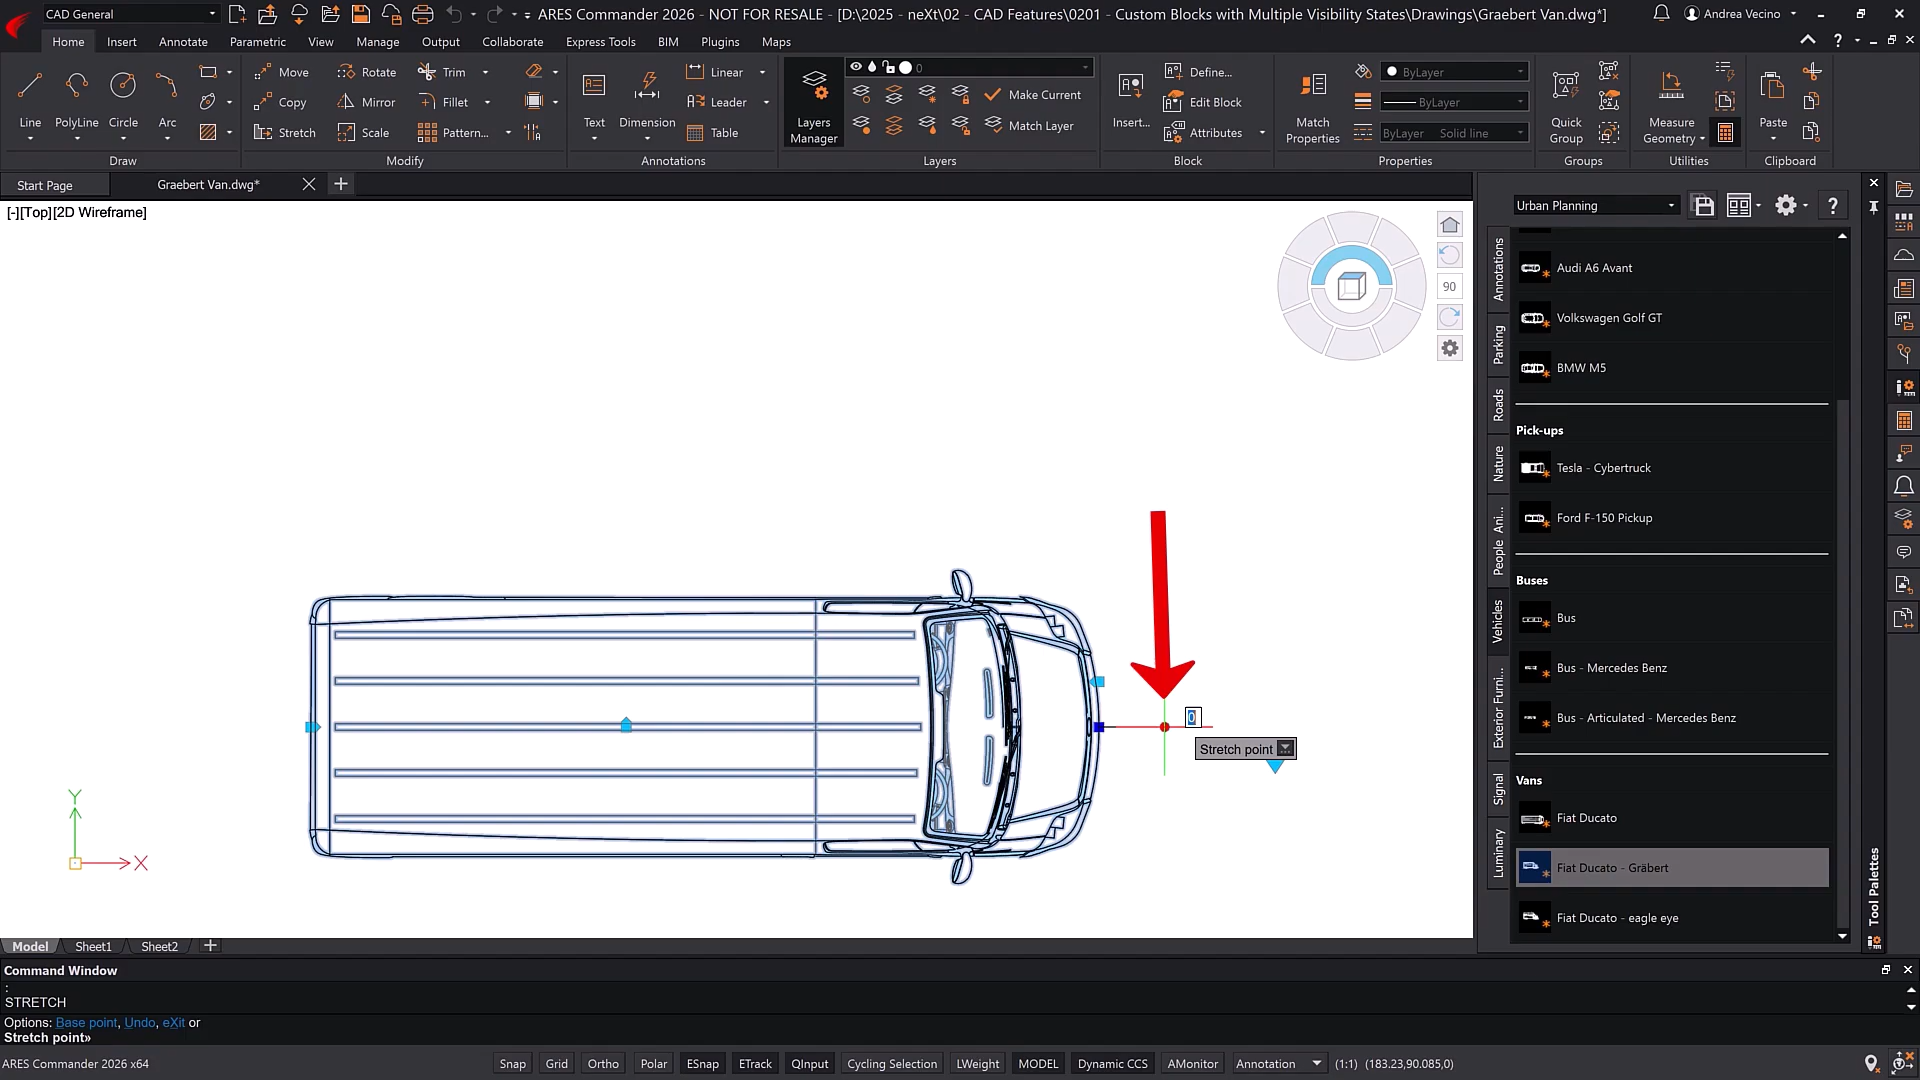 CAD General
ARES Commander 2026 - NOT FOR RESALE - [D:\2025 - neXt\02 - CAD Features\0201 - Custom Blocks with Multiple Visibility States\Drawings\Graebert Van.dwg*]
Andrea Vecino
Home Insert Annotate Parametric View Manage Output Collaborate Express Tools BIM Plugins Maps
Move Rotate Trim Linear 0 Define... ByLayer
Copy Mirror Fillet Leader Make Current Edit Block ByLayer
Line PolyLine Circle Arc Stretch Scale Pattern... Text Dimension Table Layers Manager Match Layer Insert... Attributes Match Properties ByLayer Solid line Quick Group Measure Geometry Paste
Draw Modify Annotations Layers Block Properties Groups Utilities Clipboard
Start Page Graebert Van.dwg*
[-][Top][2D Wireframe]
90
0
Stretch point
Y
X
Urban Planning
Annotations
Parking
Roads
Nature
People Ani...
Vehicles
Exterior Furni...
Signal
Luminary
Audi A6 Avant
Volkswagen Golf GT
BMW M5
Pick-ups
Tesla - Cybertruck
Ford F-150 Pickup
Buses
Bus
Bus - Mercedes Benz
Bus - Articulated - Mercedes Benz
Vans
Fiat Ducato
Fiat Ducato - Gräbert
Fiat Ducato - eagle eye
Tool Palettes
Model Sheet1 Sheet2
Command Window
:
STRETCH
Options: Base point, Undo, eXit or
Stretch point»
ARES Commander 2026 x64
Snap Grid Ortho Polar ESnap ETrack QInput Cycling Selection LWeight MODEL Dynamic CCS AMonitor Annotation (1:1) (183.23,90.085,0)